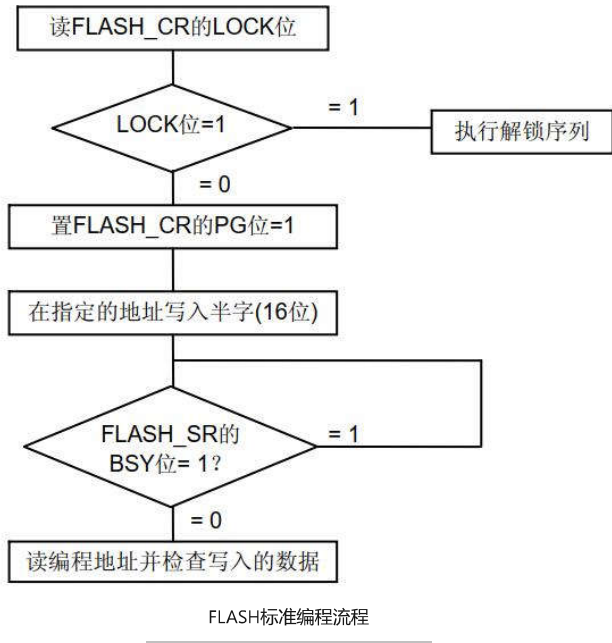 读FLASH_CR的LOCK位
LOCK位=1
= 1
执行解锁序列
= 0
置FLASH_CR的PG位=1
在指定的地址写入半字(16位)
FLASH_SR的
BSY位= 1?
= 1
= 0
读编程地址并检查写入的数据
FLASH标准编程流程